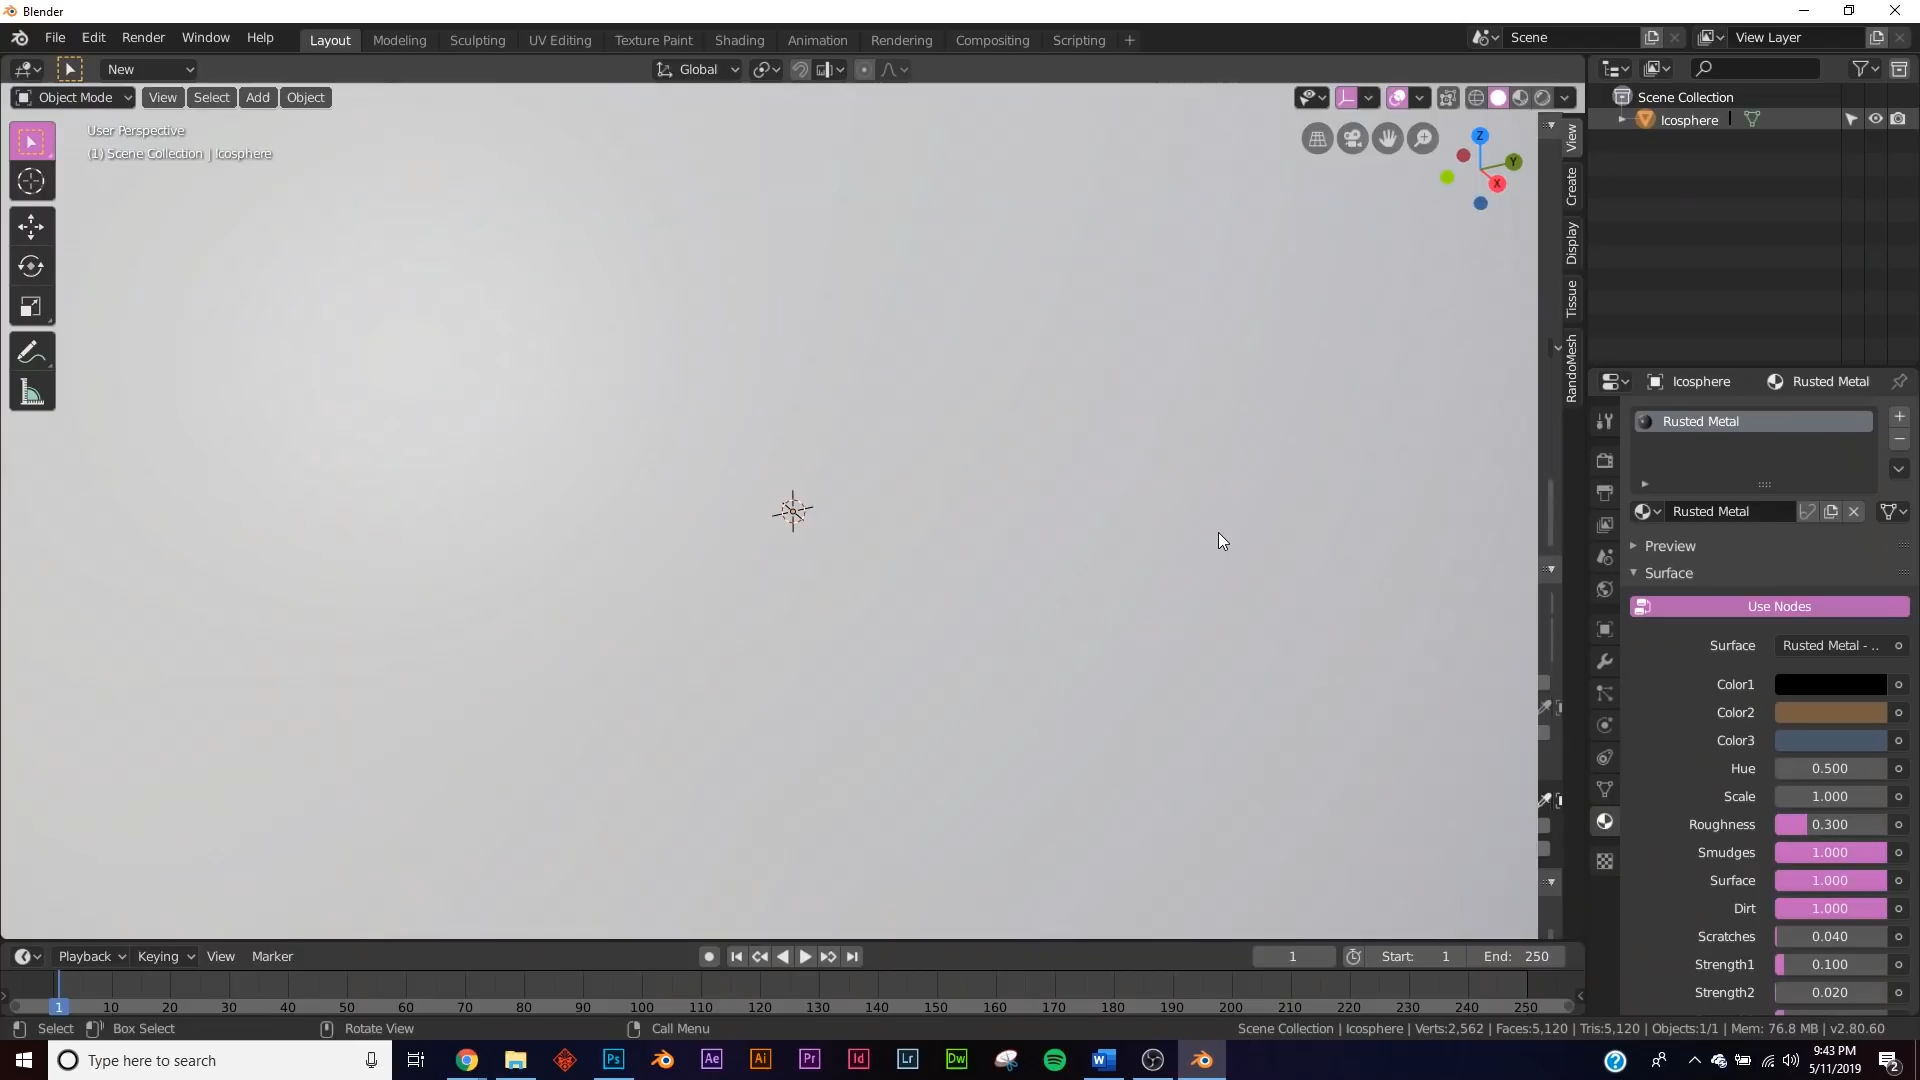 Blender
File Edit Render Window Help Layout Modeling Sculpting UV Editing Texture Paint Shading Animation Rendering Compositing Scripting Scene View Layer
New Global
Object Mode View Select Add Object
Scene Collection
Icosphere
User Perspective
(1) Scene Collection | Icosphere
Z
Y
X
View
Create
Display
Tissue
RandoMesh
Icosphere Rusted Metal
Rusted Metal
Rusted Metal
Preview
Surface
Use Nodes
Surface Rusted Metal - ..
Color1
Color2
Color3
Hue 0.500
Scale 1.000
Roughness 0.300
Smudges 1.000
Surface 1.000
Dirt 1.000
Scratches 0.040
Strength1 0.100
Strength2 0.020
Playback Keying View Marker 1 Start: 1 End: 250
1 10 20 30 40 50 60 70 80 90 100 110 120 130 140 150 160 170 180 190 200 210 220 230 240 250
Select Box Select Rotate View Call Menu Scene Collection | Icosphere | Verts:2,562 | Faces:5,120 | Tris:5,120 | Objects:1/1 | Mem: 76.8 MB | v2.80.60
Type here to search Ps Ae Ai Pr Id Lr Dw W ? 9:43 PM
5/11/2019 2